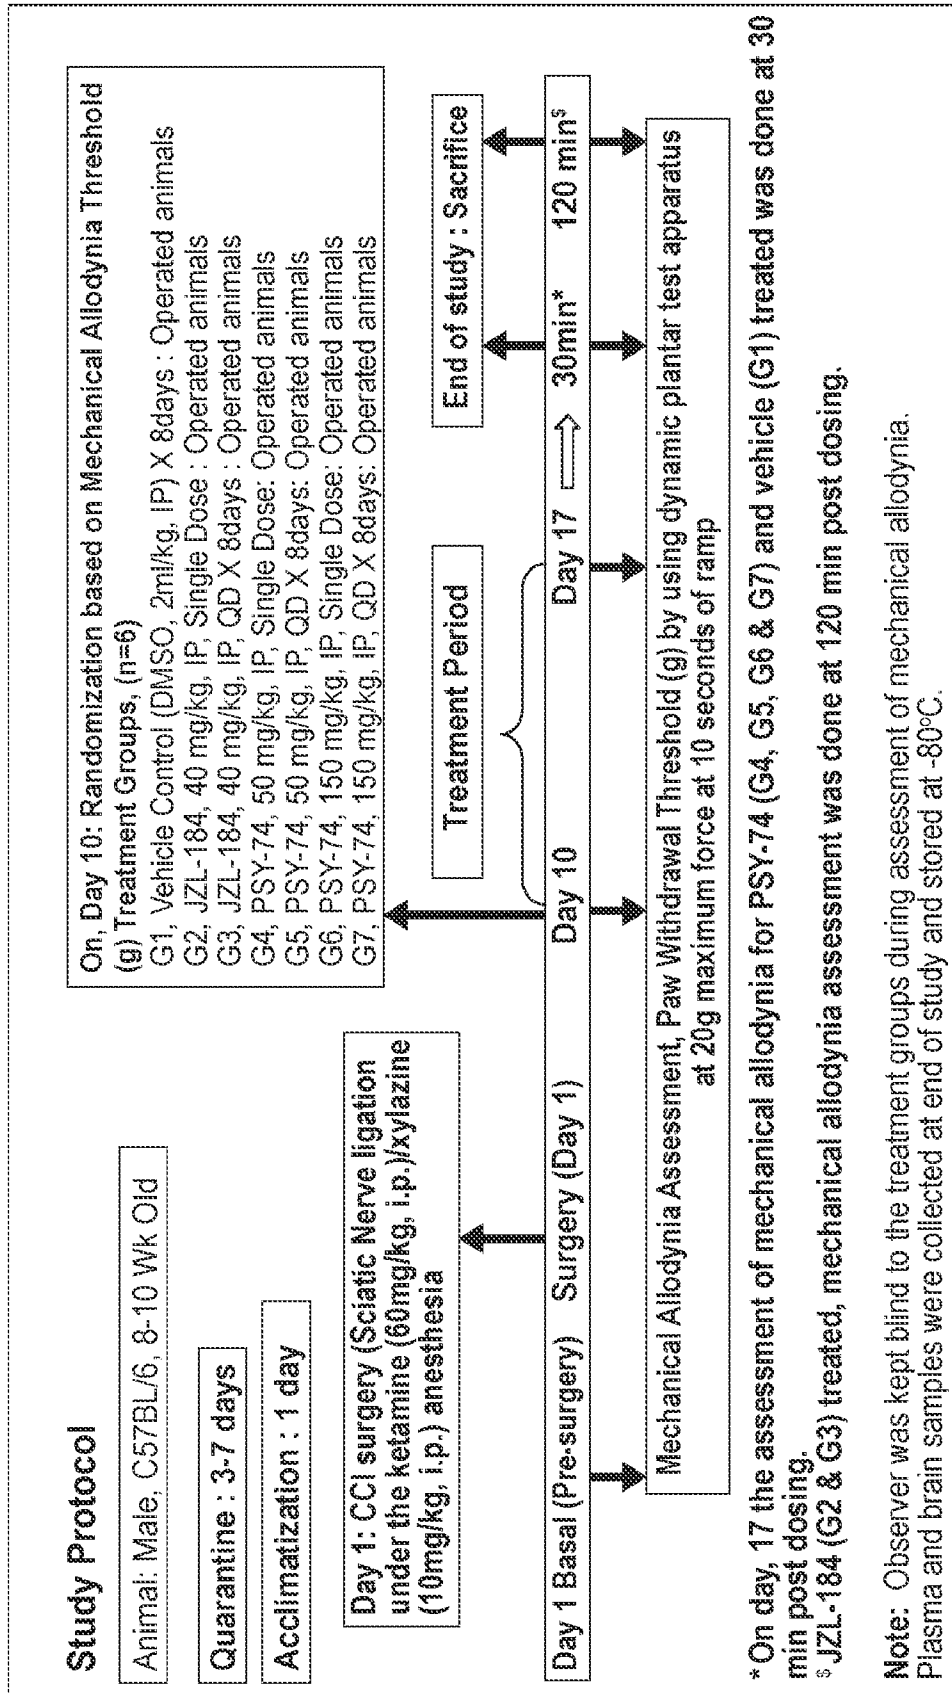 Study Protocol
Animal: Male, C57BL/6, 8-10 Wk Old
Quarantine : 3-7 days
Acclimatization : 1 day
Day 1: CCI surgery (Sciatic Nerve ligation
under the ketamine (60mg/kg, i.p.)/xylazine
(10mg/kg, i.p.) anesthesia
On, Day 10: Randomization based on Mechanical Allodynia Threshold
(g) Treatment Groups, (n=6)
G1, Vehicle Control (DMSO, 2ml/kg, IP) X 8days : Operated animals
G2, JZL-184, 40 mg/kg, IP, Single Dose : Operated animals
G3, JZL-184, 40 mg/kg, IP, QD X 8days : Operated animals
G4, PSY-74, 50 mg/kg, IP, Single Dose: Operated animals
G5, PSY-74, 50 mg/kg, IP, QD X 8days: Operated animals
G6, PSY-74, 150 mg/kg, IP, Single Dose: Operated animals
G7, PSY-74, 150 mg/kg, IP, QD X 8days: Operated animals
Treatment Period
End of study : Sacrifice
Day 1 Basal (Pre-surgery) Surgery (Day 1) Day 10 Day 17 ⇒ 30min* 120 min$
Mechanical Allodynia Assessment, Paw Withdrawal Threshold (g) by using dynamic plantar test apparatus
at 20g maximum force at 10 seconds of ramp
*On day, 17 the assessment of mechanical allodynia for PSY-74 (G4, G5, G6 & G7) and vehicle (G1) treated was done at 30
min post dosing.
$ JZL-184 (G2 & G3) treated, mechanical allodynia assessment was done at 120 min post dosing.
Note: Observer was kept blind to the treatment groups during assessment of mechanical allodynia.
Plasma and brain samples were collected at end of study and stored at -80°C.